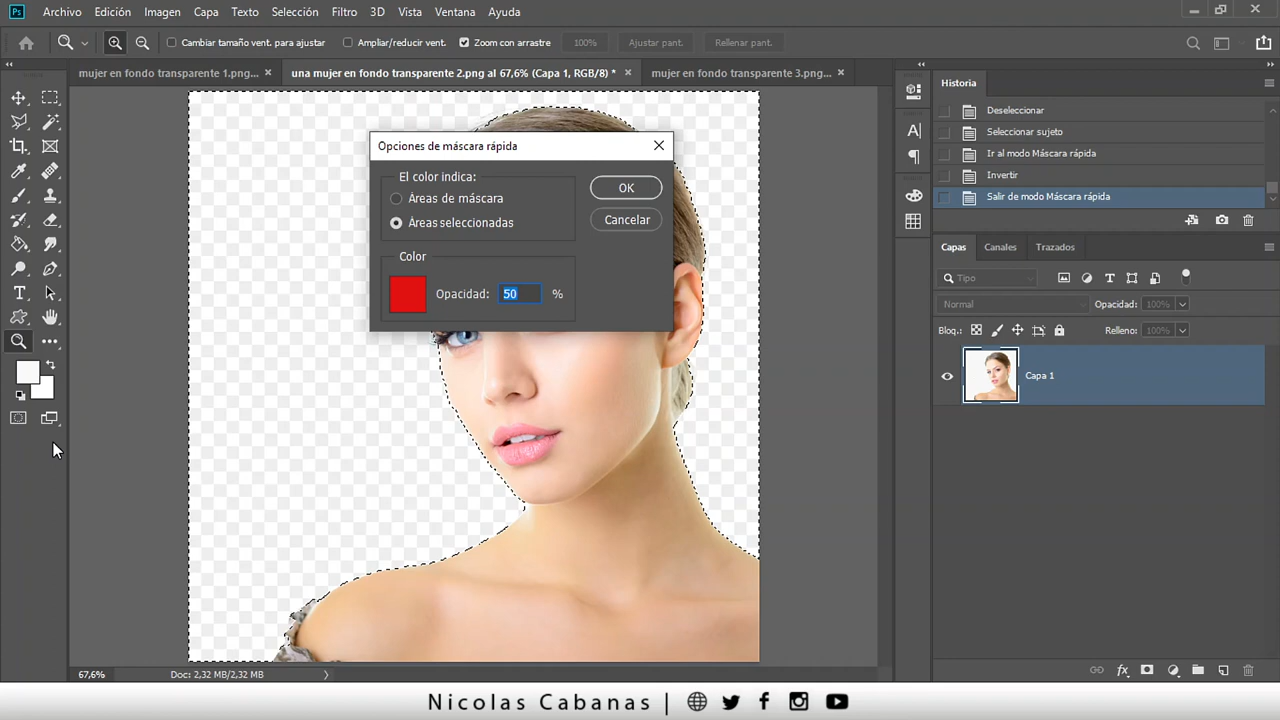 Ps Archivo Edición Imagen Capa Texto Selección Filtro 3D Vista Ventana Ayuda
Cambiar tamaño vent. para ajustar Ampliar/reducir vent. Zoom con arrastre 100% Ajustar pant. Rellenar pant.
mujer en fondo transparente 1.png... × una mujer en fondo transparente 2.png al 67,6% (Capa 1, RGB/8) * × mujer en fondo transparente 3.png... ×
Opciones de máscara rápida
El color indica:
Áreas de máscara
Áreas seleccionadas
OK
Cancelar
Color
Opacidad: 50 %
Historia
Deseleccionar
Seleccionar sujeto
Ir al modo Máscara rápida
Invertir
Salir de modo Máscara rápida
Capas Canales Trazados
Tipo
Normal Opacidad: 100%
Bloq.: Relleno: 100%
Capa 1
67,6% Doc: 2,32 MB/2,32 MB
Nicolas Cabanas |